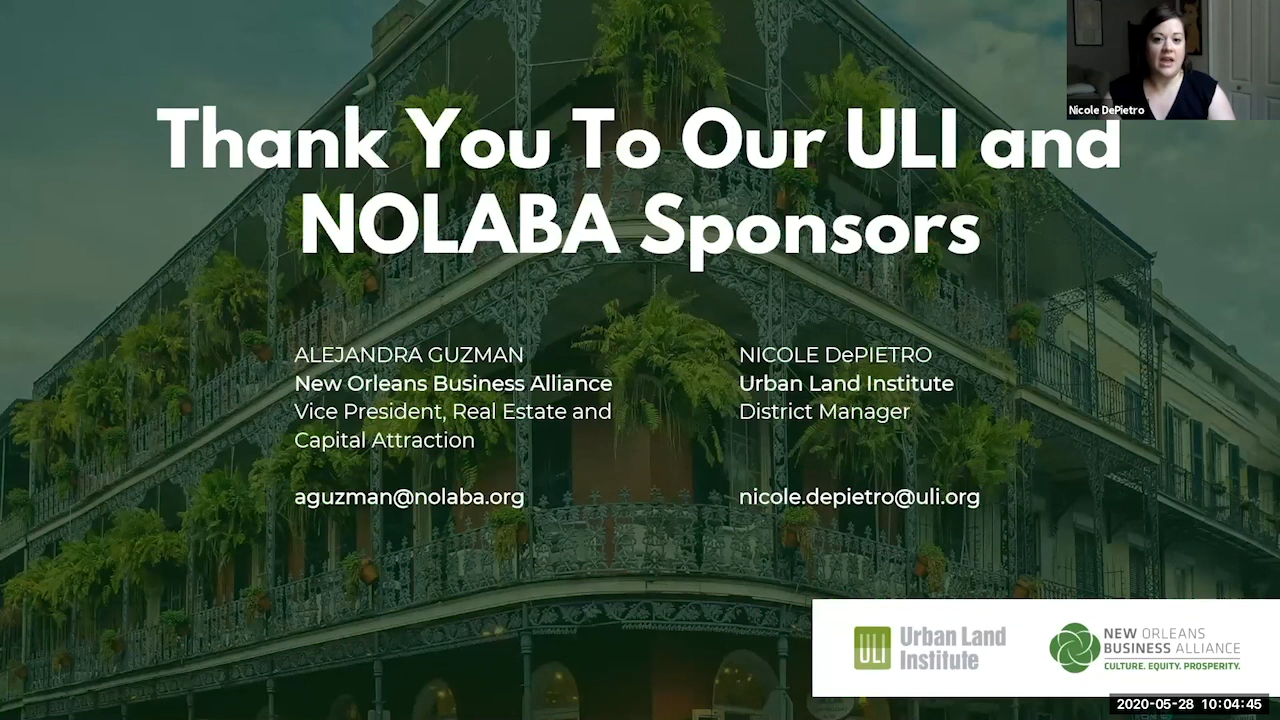 Nicole DePietro
Thank You To Our ULI and
NOLABA Sponsors
ALEJANDRA GUZMAN
New Orleans Business Alliance
Vice President, Real Estate and
Capital Attraction
aguzman@nolaba.org
NICOLE DePIETRO
Urban Land Institute
District Manager
nicole.depietro@uli.org
ULI
Urban Land
Institute
NEW ORLEANS
BUSINESS ALLIANCE
CULTURE. EQUITY. PROSPERITY.
2020-05-28 10:04:45